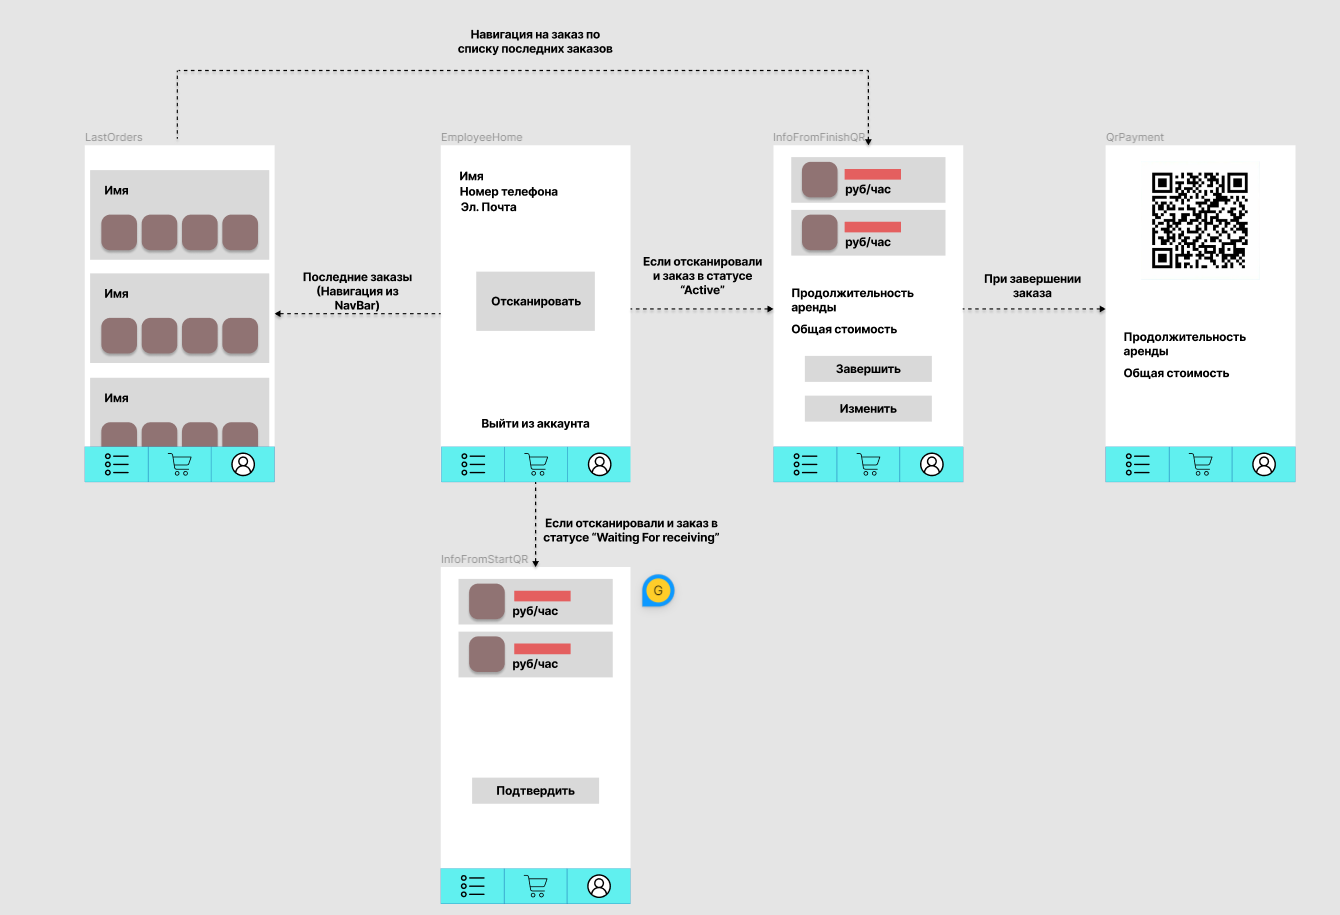 Навигация на заказ по
списку последних заказов
LastOrders
Имя
Имя
Имя
Последние заказы
(Навигация из
NavBar)
EmployeeHome
Имя
Номер телефона
Эл. Почта
Отсканировать
Выйти из аккаунта
Если отсканировали
и заказ в статусе
“Active”
InfoFromFinishQR
руб/час
руб/час
Продолжительность
аренды
Общая стоимость
Завершить
Изменить
При завершении
заказа
QrPayment
Продолжительность
аренды
Общая стоимость
Если отсканировали и заказ в
статусе “Waiting For receiving”
InfoFromStartQR
руб/час
руб/час
Подтвердить
G